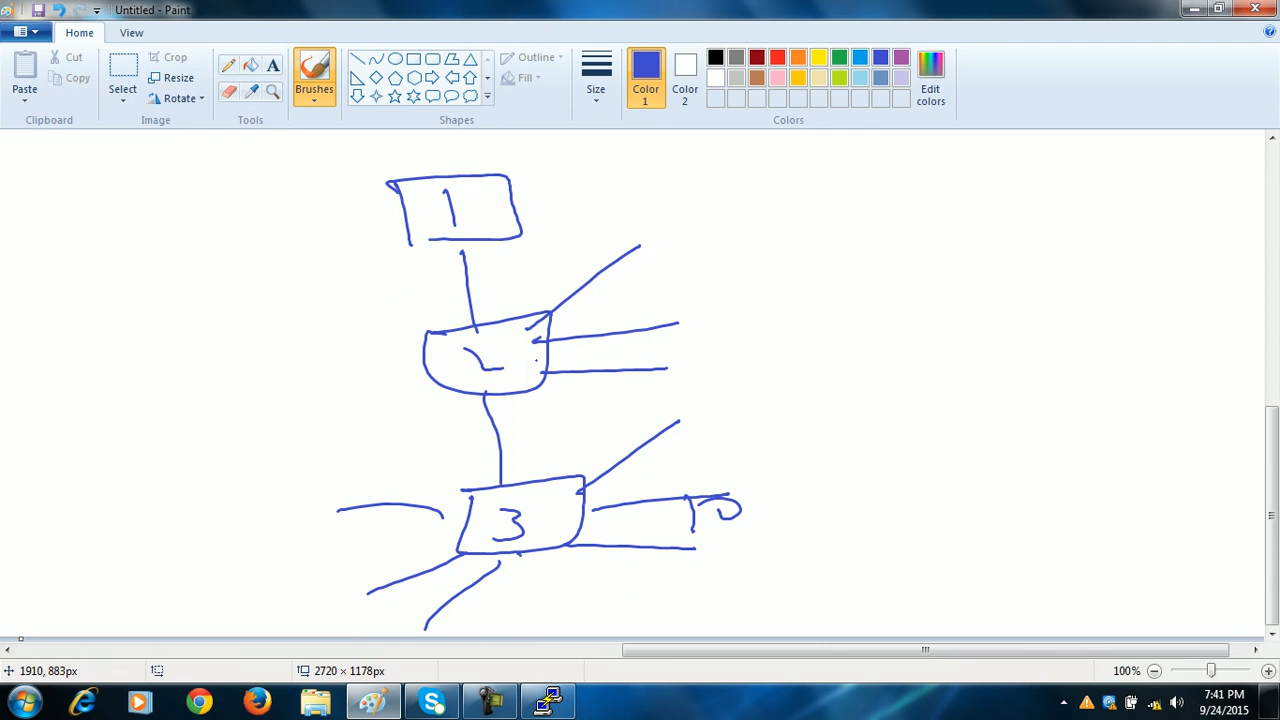 Untitled - Paint
Home
View
Paste
Cut
Copy
Clipboard
Select
Crop
Resize
Rotate
Image
Tools
Brushes
Shapes
Outline
Fill
Size
Color 1
Color 2
Edit colors
Colors
1
2
3
1910, 883px
2720 × 1178px
100%
7:41 PM
9/24/2015